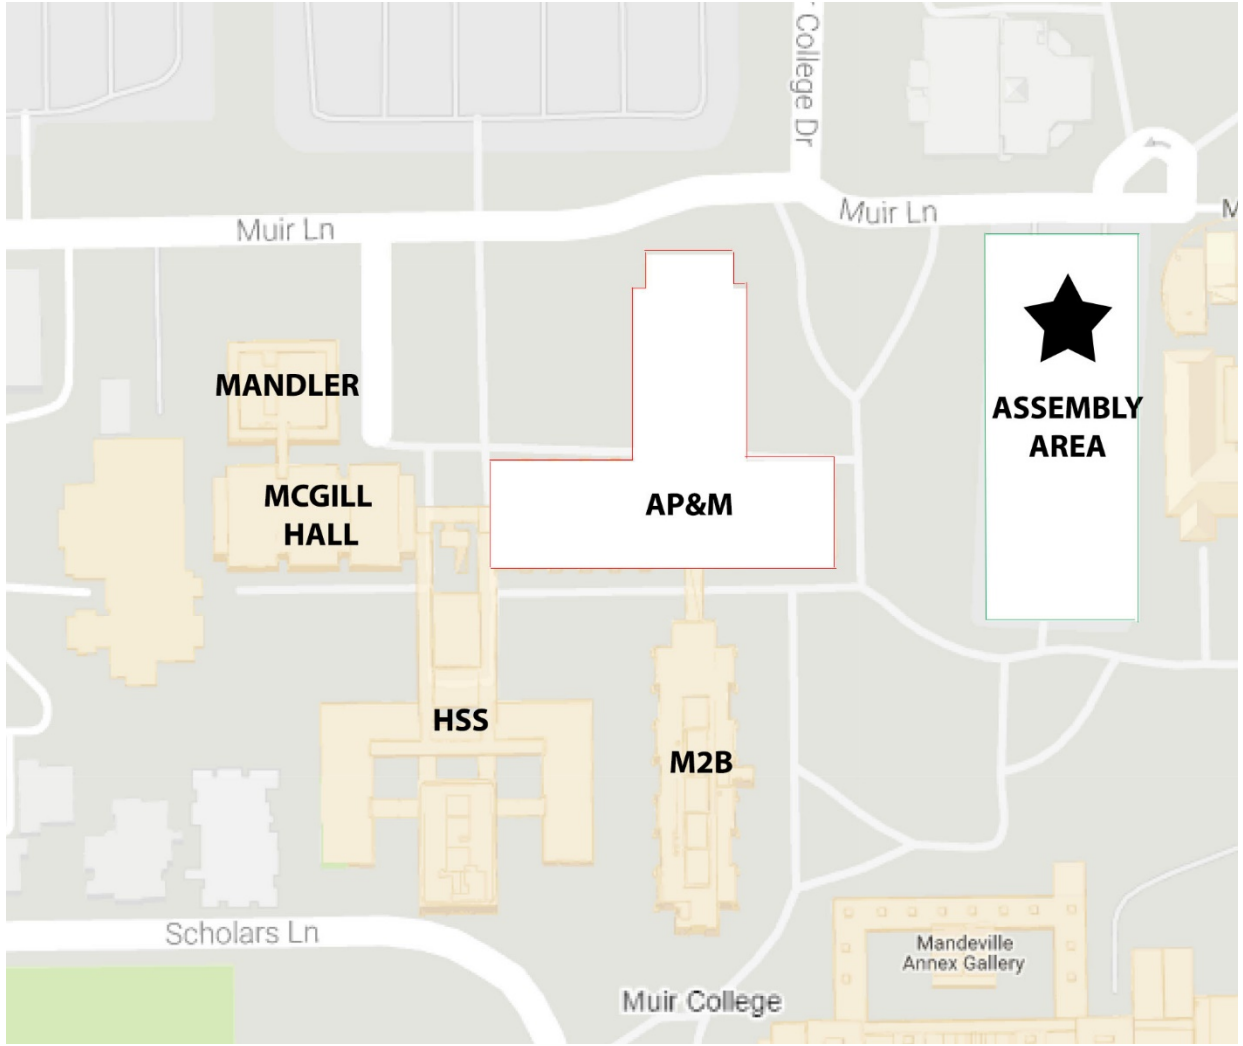 r College Dr
Muir Ln
Muir Ln
M
MANDLER
ASSEMBLY
AREA
MCGILL
HALL
AP&M
HSS
M2B
Scholars Ln
Mandeville
Annex Gallery
Muir College